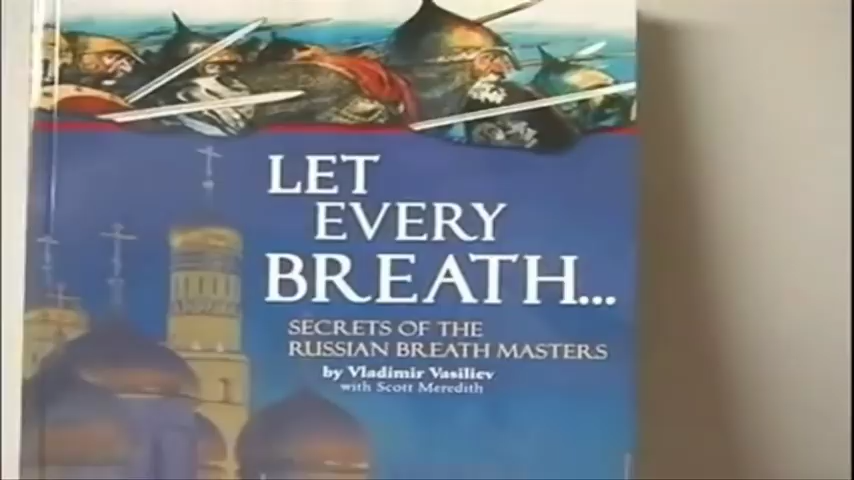 LET
EVERY
BREATH...
SECRETS OF THE
RUSSIAN BREATH MASTERS
by Vladimir Vasiliev
with Scott Meredith